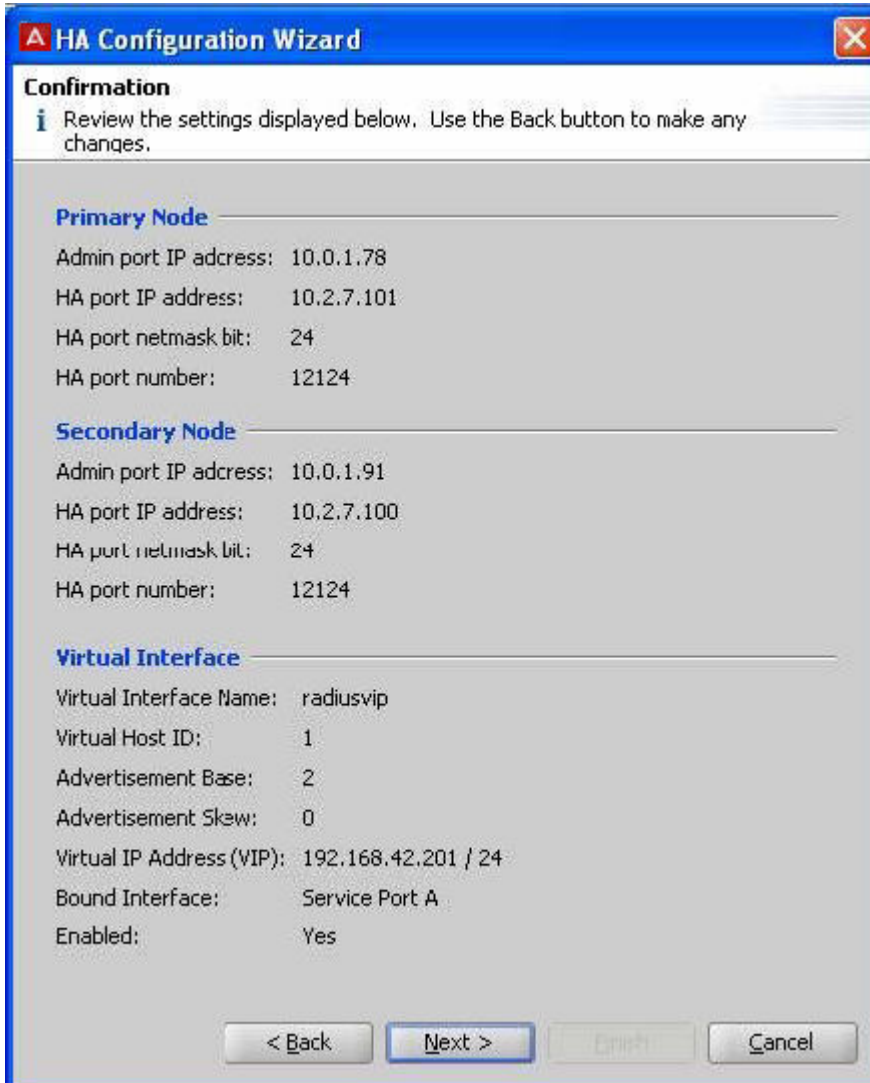 A HA Configuration Wizard
Confirmation
i Review the settings displayed below. Use the Back button to make any
changes.
Primary Node
Admin port IP address: 10.0.1.78
HA port IP address: 10.2.7.101
HA port netmask bit: 24
HA port number: 12124
Secondary Node
Admin port IP address: 10.0.1.91
HA port IP address: 10.2.7.100
HA port netmask bit: 24
HA port number: 12124
Virtual Interface
Virtual Interface Name: radiusvip
Virtual Host ID: 1
Advertisement Base: 2
Advertisement Skew: 0
Virtual IP Address (VIP): 192.168.42.201 / 24
Bound Interface: Service Port A
Enabled: Yes
< Back Next > Finish Cancel